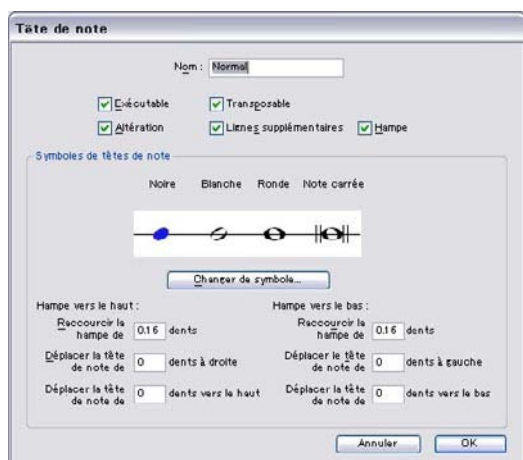 Tête de note
Nom : Normal
Exécutable Transposable
Altération Lignes supplémentaires Hampe
Symboles de têtes de note
Noire Blanche Ronde Note carrée
Changer de symbole...
Hampe vers le haut : Hampe vers le bas :
Raccourcir la hampe de 0.16 dents
Raccourcir la hampe de 0.16 dents
Déplacer la tête de note de 0 dents à droite
Déplacer le tête de note de 0 dents à gauche
Déplacer la tête de note de 0 dents vers le haut
Déplacer la tête de note de 0 dents vers le bas
Annuler OK